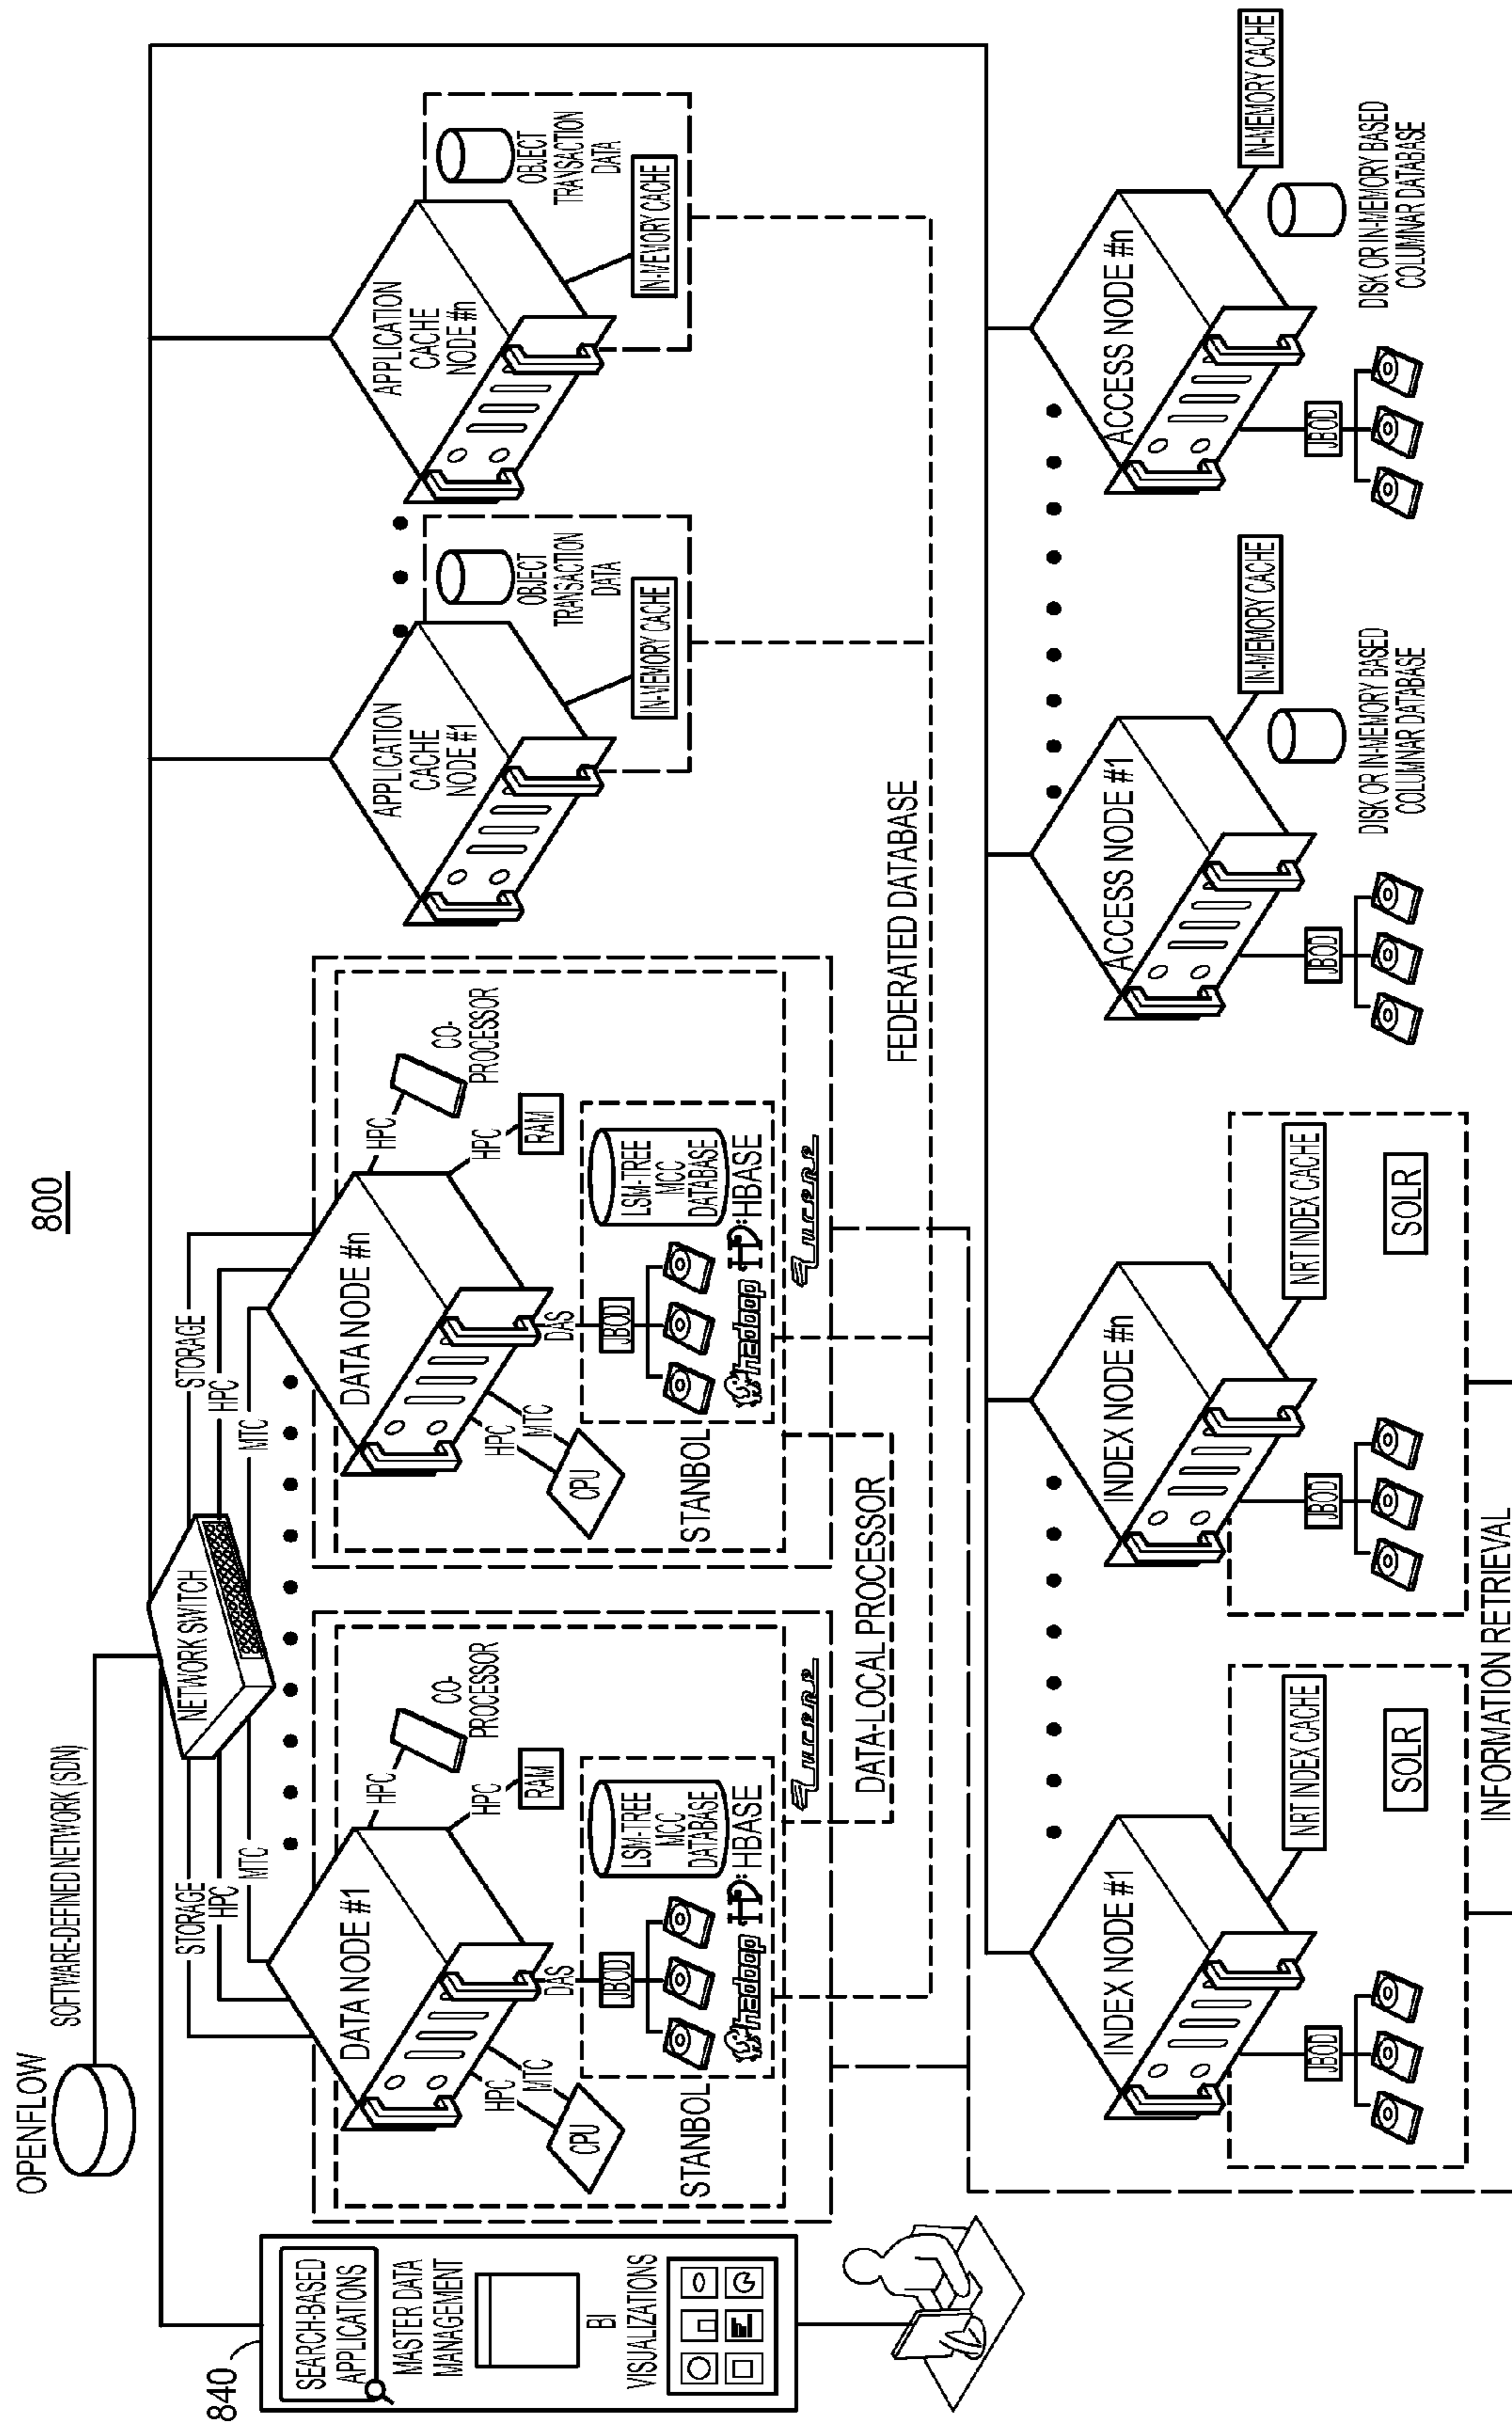 800
OPENFLOW
SOFTWARE-DEFINED NETWORK (SDN)
NETWORK SWITCH
840
SEARCH-BASED
APPLICATIONS
MASTER DATA
MANAGEMENT
BI
VISUALIZATIONS
STORAGE
HPC
MTC
STORAGE
HPC
MTC
DATA NODE #1
HPC
CO-
PROCESSOR
HPC
RAM
HPC
MTC
CPU
DAS
JBOD
LSM-TREE
MCC
DATABASE
hadoop
HBASE
STANBOL
Lucene
DATA NODE #n
HPC
CO-
PROCESSOR
HPC
RAM
HPC
MTC
CPU
DAS
JBOD
LSM-TREE
MCC
DATABASE
hadoop
HBASE
STANBOL
Lucene
DATA-LOCAL PROCESSOR
APPLICATION
CACHE
NODE #1
OBJECT
TRANSACTION
DATA
IN-MEMORY CACHE
APPLICATION
CACHE
NODE #n
OBJECT
TRANSACTION
DATA
IN-MEMORY CACHE
FEDERATED DATABASE
INDEX NODE #1
JBOD
NRT INDEX CACHE
SOLR
INDEX NODE #n
JBOD
NRT INDEX CACHE
SOLR
INFORMATION RETRIEVAL
ACCESS NODE #1
JBOD
IN-MEMORY CACHE
DISK OR IN-MEMORY BASED
COLUMNAR DATABASE
ACCESS NODE #n
JBOD
IN-MEMORY CACHE
DISK OR IN-MEMORY BASED
COLUMNAR DATABASE